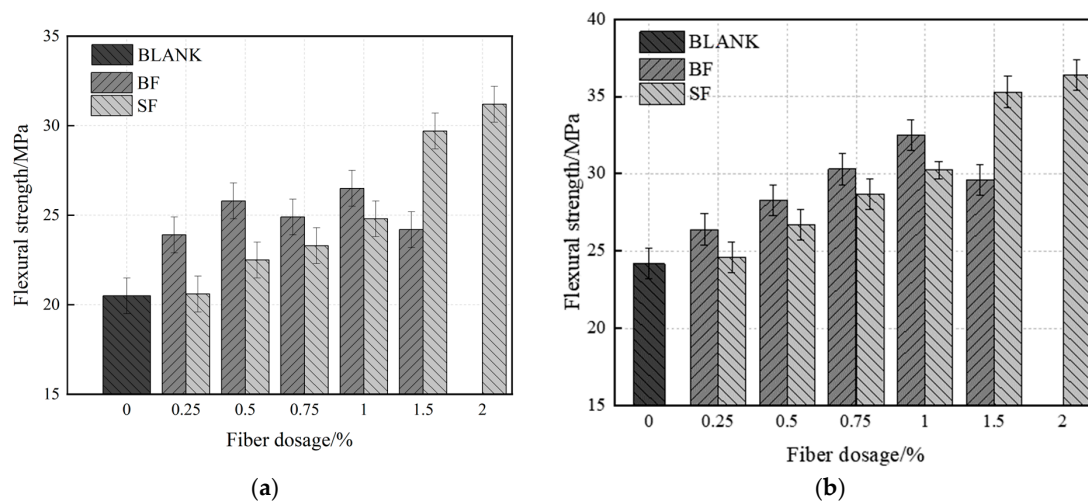 35
30
25
20
15
Flexural strength/MPa
BLANK
BF
SF
0 0.25 0.5 0.75 1 1.5 2
Fiber dosage/%
(a)
40
35
30
25
20
15
Flexural strength/MPa
BLANK
BF
SF
0 0.25 0.5 0.75 1 1.5 2
Fiber dosage/%
(b)